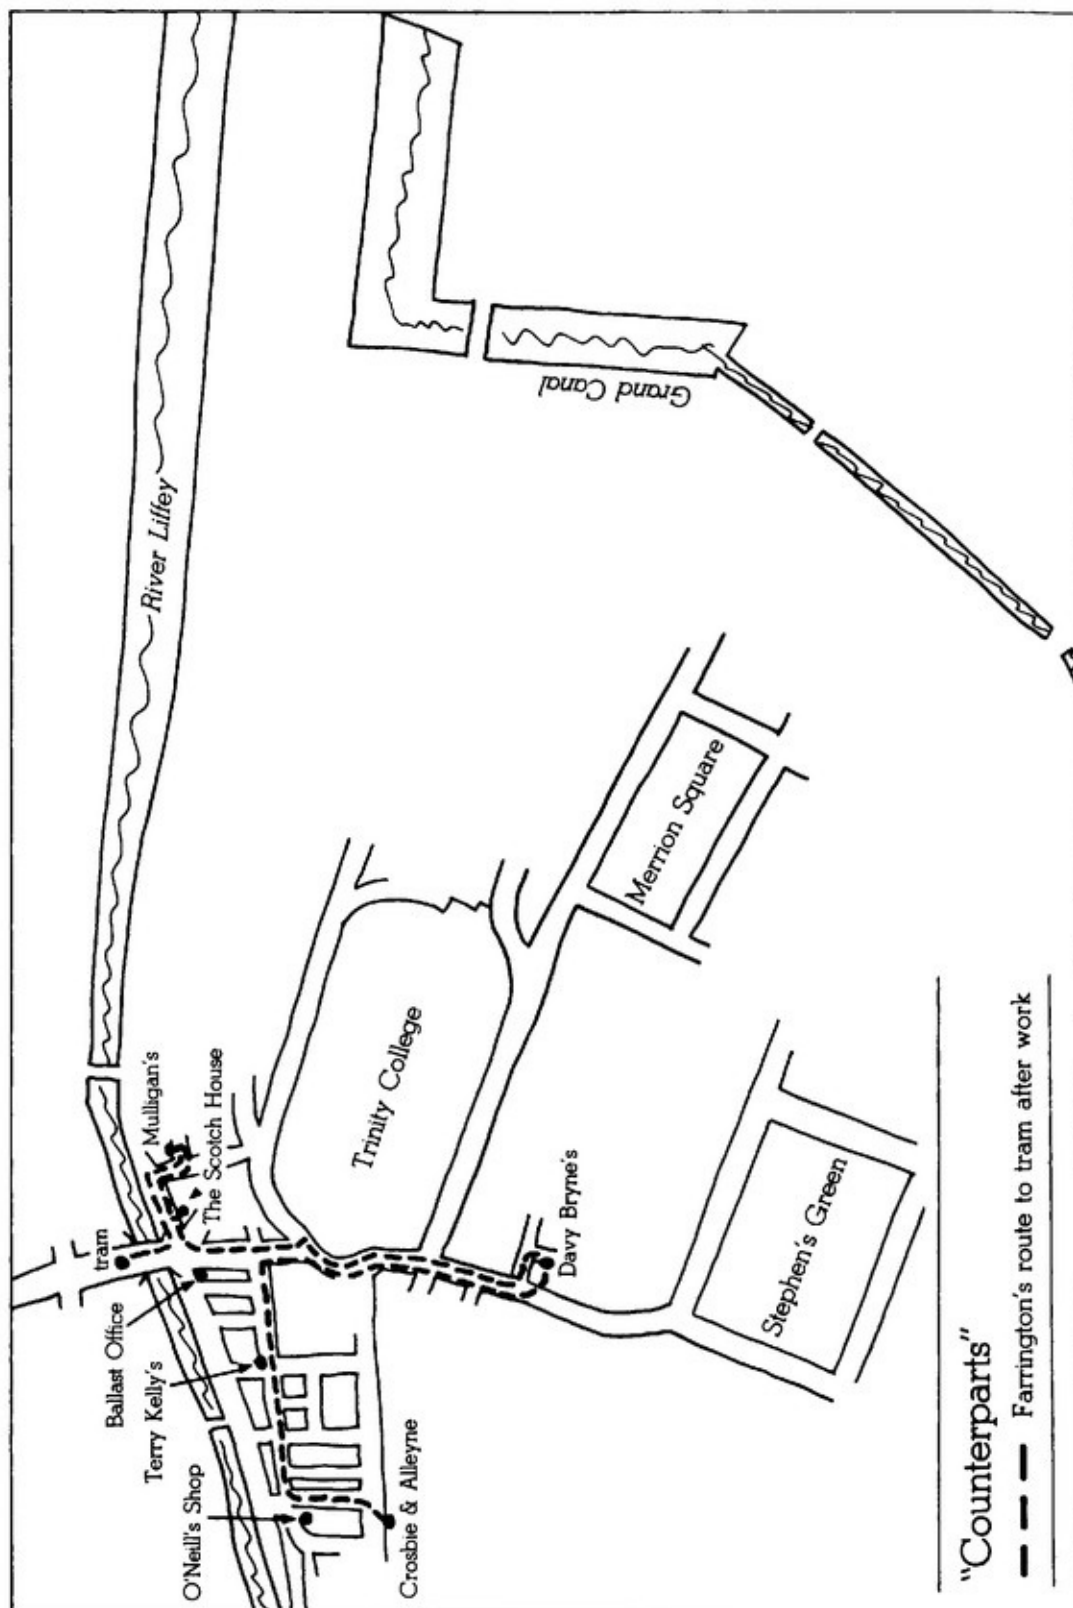 River Liffey
Grand Canal
tram
Mulligan's
The Scotch House
Ballast Office
Terry Kelly's
O'Neill's Shop
Crosbie & Alleyne
Trinity College
Davy Bryne's
Merrion Square
Stephen's Green
"Counterparts"
Farrington's route to tram after work